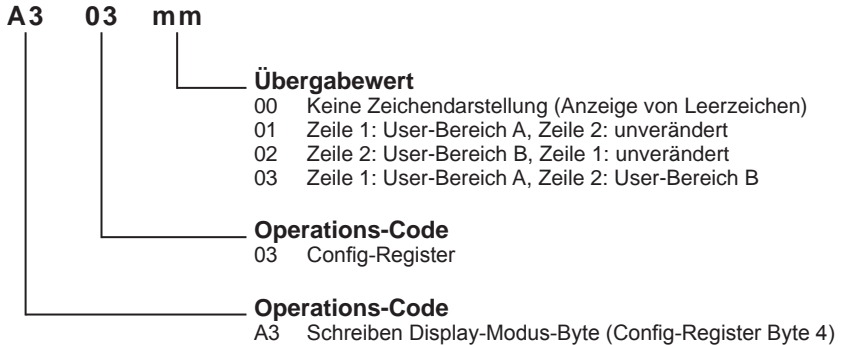 A3 03 mm
Übergabewert
00 Keine Zeichendarstellung (Anzeige von Leerzeichen)
01 Zeile 1: User-Bereich A, Zeile 2: unverändert
02 Zeile 2: User-Bereich B, Zeile 1: unverändert
03 Zeile 1: User-Bereich A, Zeile 2: User-Bereich B
Operations-Code
03 Config-Register
Operations-Code
A3 Schreiben Display-Modus-Byte (Config-Register Byte 4)